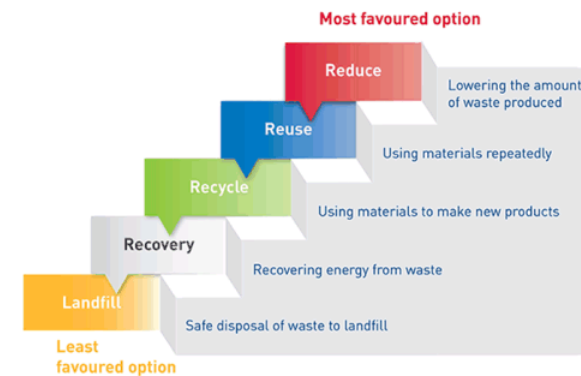 Most favoured option
Reduce
Lowering the amount
of waste produced
Reuse
Using materials repeatedly
Recycle
Using materials to make new products
Recovery
Recovering energy from waste
Landfill
Safe disposal of waste to landfill
Least
favoured option